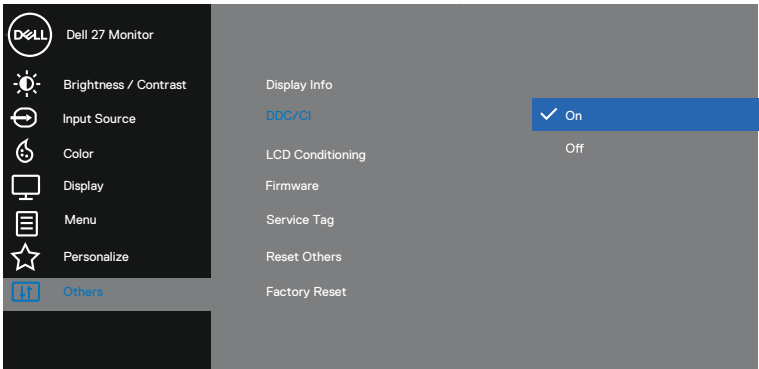 DELL
Dell 27 Monitor
Brightness / Contrast
Input Source
Color
Display
Menu
Personalize
Others
Display Info
DDC/CI
LCD Conditioning
Firmware
Service Tag
Reset Others
Factory Reset
On
Off